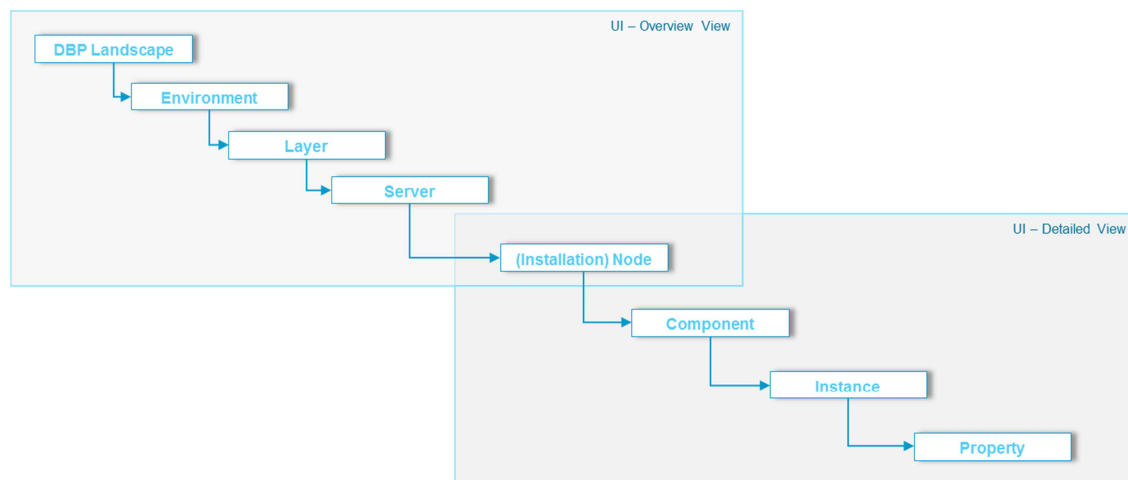 UI – Overview View
DBP Landscape
Environment
Layer
Server
UI – Detailed View
(Installation) Node
Component
Instance
Property